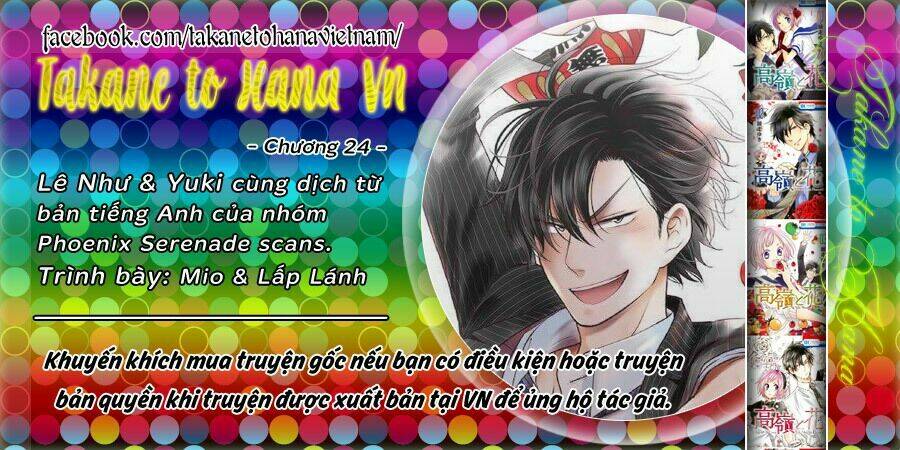 facebook.com/takanetohanavietnam/
Takane to Hana Vn
- Chương 24 -
Lê Như & Yuki cùng dịch từ
bản tiếng Anh của nhóm
Phoenix Serenade scans.
Trình bày: Mio & Lấp Lánh
Khuyến khích mua truyện gốc nếu bạn có điều kiện hoặc truyện
bản quyền khi truyện được xuất bản tại VN để ủng hộ tác giả.
無
高嶺と花
高嶺と花
高嶺と花
高嶺と花
Takane to Hana